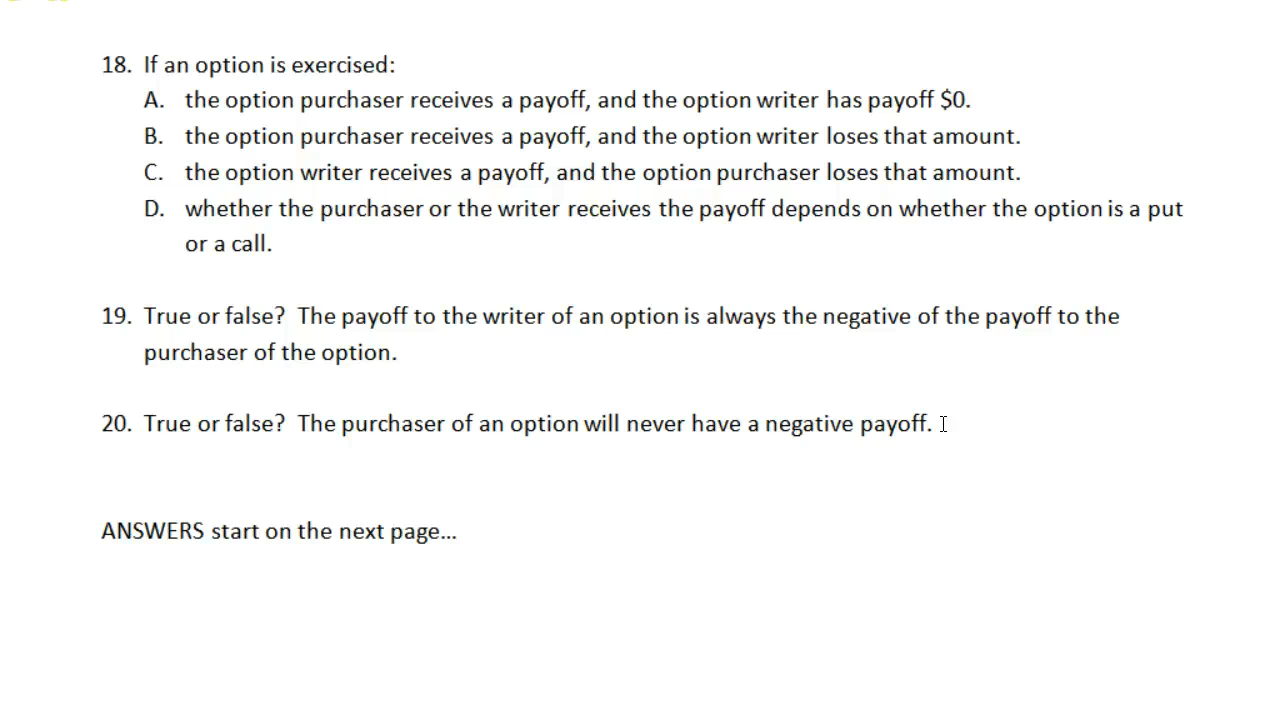 18. If an option is exercised:
A. the option purchaser receives a payoff, and the option writer has payoff $0.
B. the option purchaser receives a payoff, and the option writer loses that amount.
C. the option writer receives a payoff, and the option purchaser loses that amount.
D. whether the purchaser or the writer receives the payoff depends on whether the option is a put
or a call.
19. True or false? The payoff to the writer of an option is always the negative of the payoff to the
purchaser of the option.
20. True or false? The purchaser of an option will never have a negative payoff.
ANSWERS start on the next page...